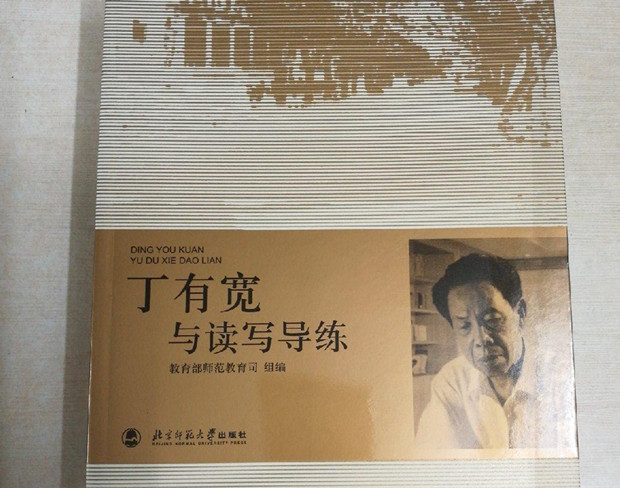 DING YOU KUAN
YU DU XIE DAO LIAN
丁有宽
与读写导练
教育部师范教育司 组编
北京师范大学出版社
BEIJING NORMAL UNIVERSITY PRESS